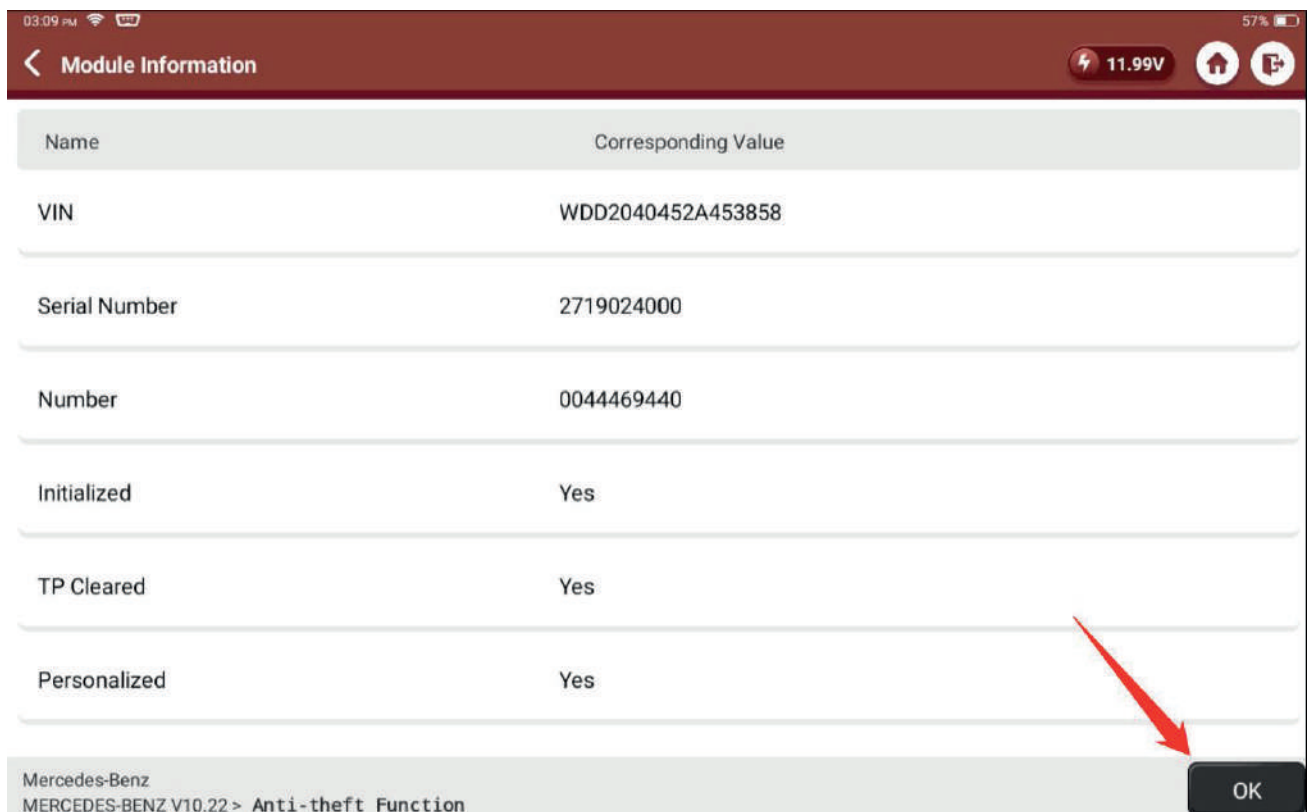 03:09 PM 57%
Module Information 11.99V
Name Corresponding Value
VIN WDD2040452A453858
Serial Number 2719024000
Number 0044469440
Initialized Yes
TP Cleared Yes
Personalized Yes
Mercedes-Benz
MERCEDES-BENZ V10.22 > Anti-theft Function
OK